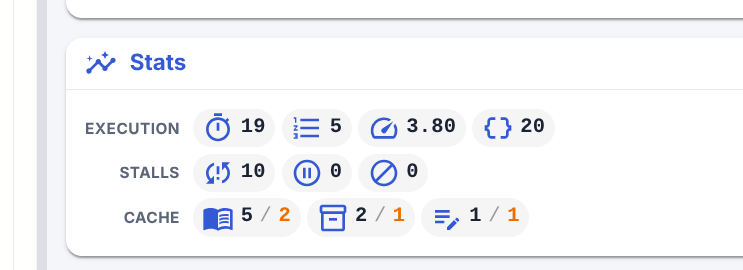 Stats
EXECUTION 19 5 3.80 20
STALLS 10 0 0
CACHE 5 / 2 2 / 1 1 / 1